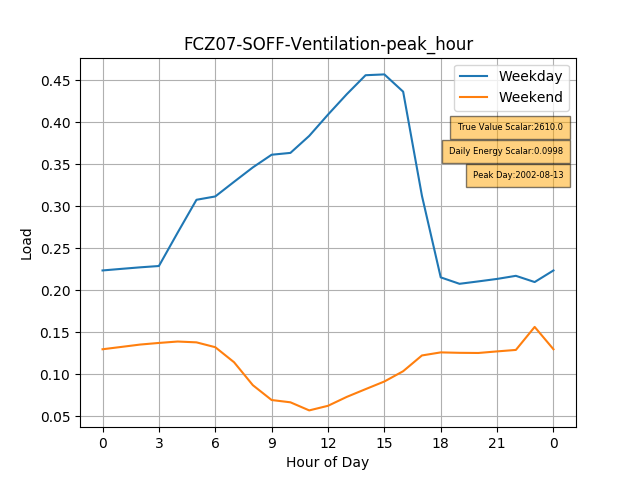 FCZ07-SOFF-Ventilation-peak_hour
Weekday
Weekend
True Value Scalar:2610.0
Daily Energy Scalar:0.0998
Peak Day:2002-08-13
Load
0.45
0.40
0.35
0.30
0.25
0.20
0.15
0.10
0.05
0 3 6 9 12 15 18 21 0
Hour of Day